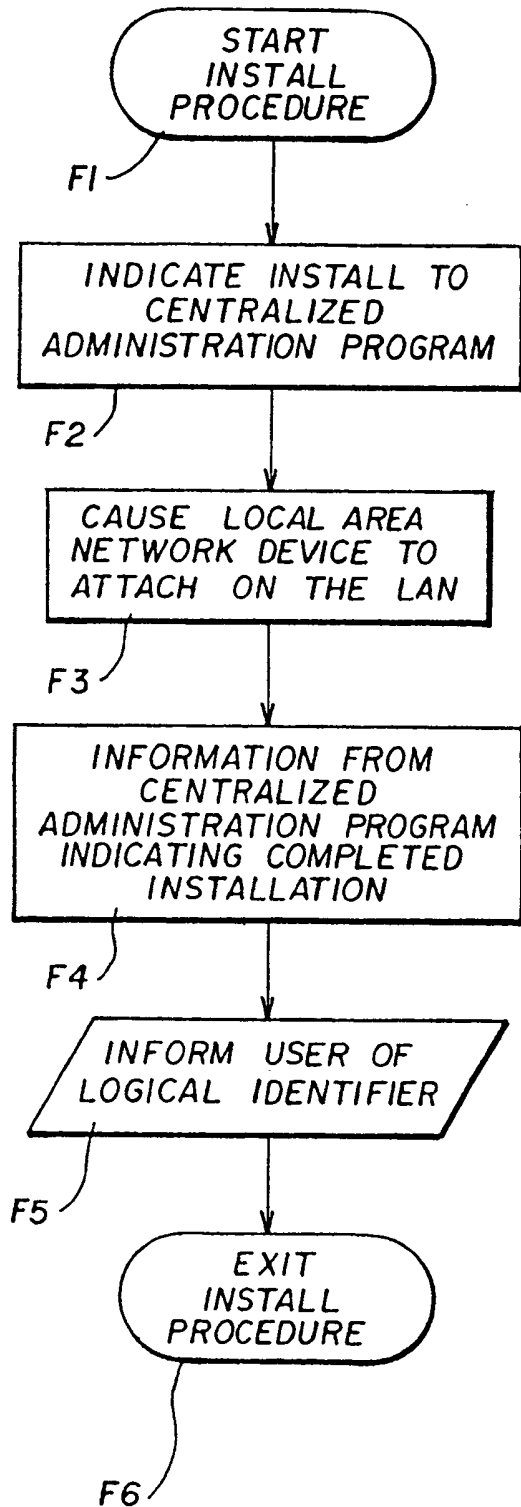 START
INSTALL
PROCEDURE
F1
INDICATE INSTALL TO
CENTRALIZED
ADMINISTRATION PROGRAM
F2
CAUSE LOCAL AREA
NETWORK DEVICE TO
ATTACH ON THE LAN
F3
INFORMATION FROM
CENTRALIZED
ADMINISTRATION PROGRAM
INDICATING COMPLETED
INSTALLATION
F4
INFORM USER OF
LOGICAL IDENTIFIER
F5
EXIT
INSTALL
PROCEDURE
F6